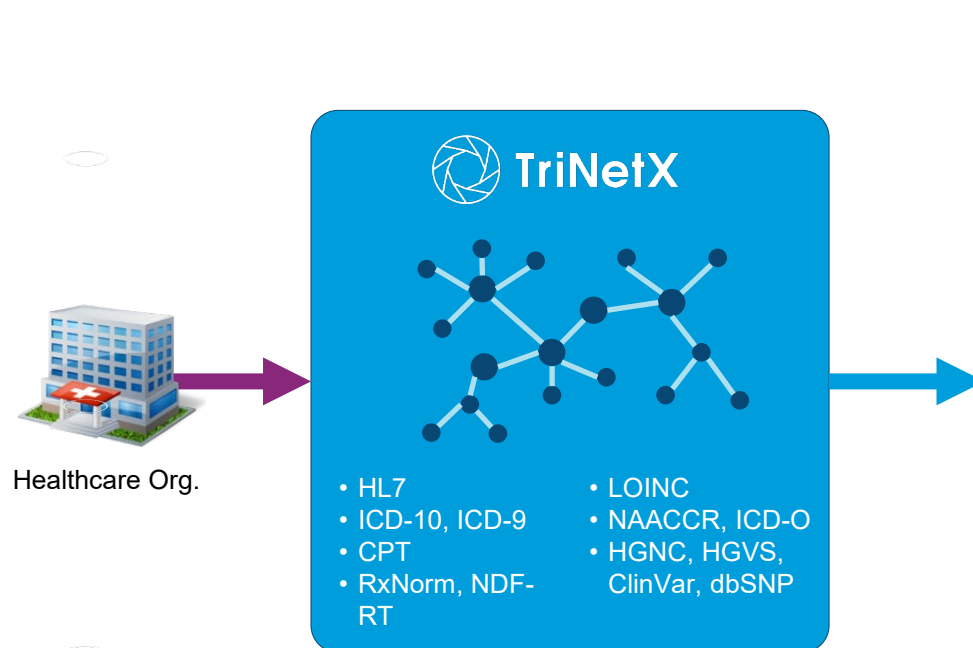 TriNetX
Healthcare Org.
• HL7
• ICD-10, ICD-9
• CPT
• RxNorm, NDF-
RT
• LOINC
• NAACCR, ICD-O
• HGNC, HGVS,
ClinVar, dbSNP